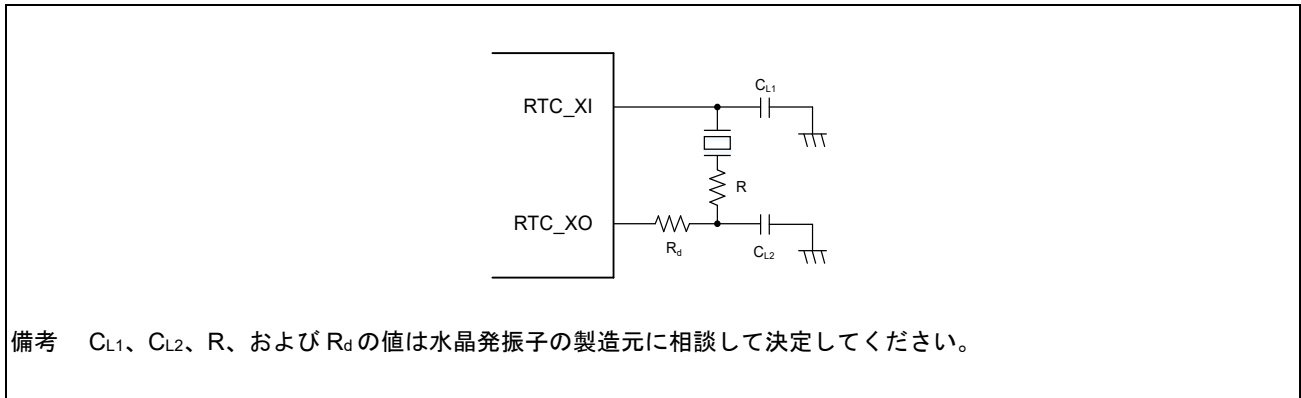 RTC_XI
CL1
R
RTC_XO
Rd
CL2
備考 CL1、CL2、R、および Rd の値は水晶発振子の製造元に相談して決定してください。